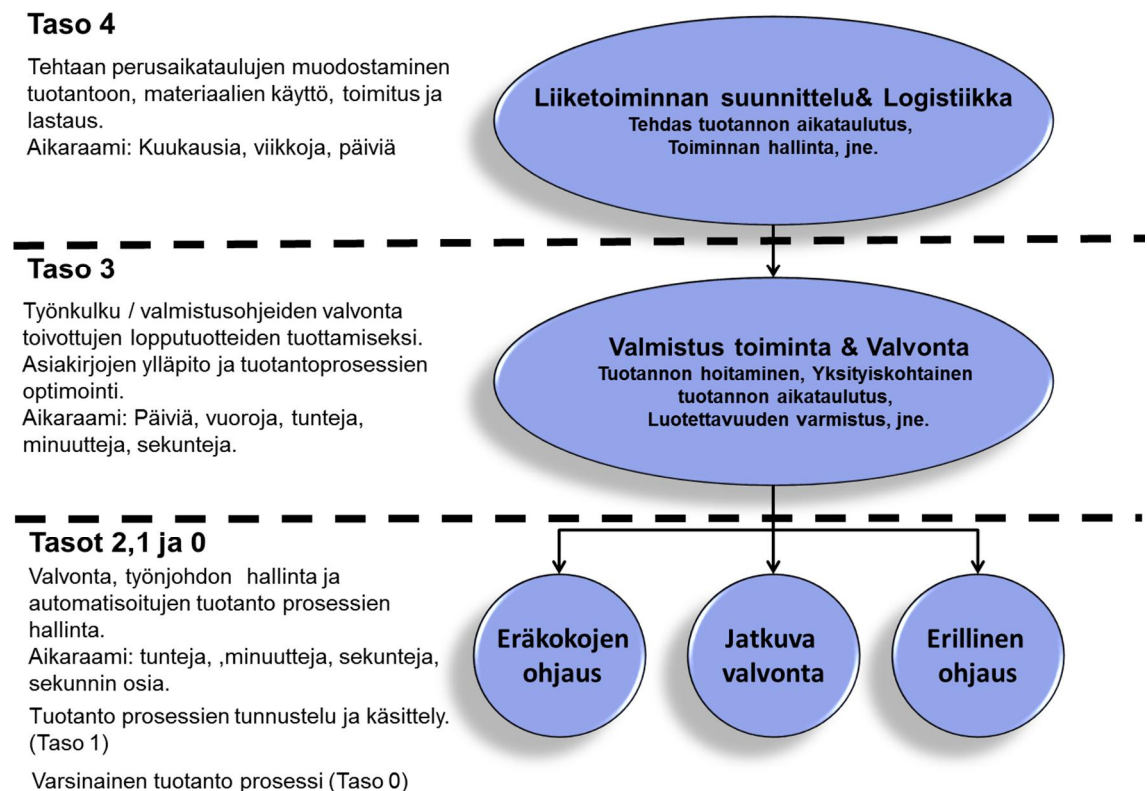 Taso 4
Tehtaan perusaikataulujen muodostaminen
tuotantoon, materiaalien käyttö, toimitus ja
lastaus.
Aikaraami: Kuukausia, viikkoja, päiviä
Liiketoiminnan suunnittelu& Logistiikka
Tehdas tuotannon aikataulutus,
Toiminnan hallinta, jne.
Taso 3
Työnkulku / valmistusohjeiden valvonta
toivottujen lopputuotteiden tuottamiseksi.
Asiakirjojen ylläpito ja tuotantoprosessien
optimointi.
Aikaraami: Päiviä, vuoroja, tunteja,
minuutteja, sekunteja.
Valmistus toiminta & Valvonta
Tuotannon hoitaminen, Yksityiskohtainen
tuotannon aikataulutus,
Luotettavuuden varmistus, jne.
Tasot 2,1 ja 0
Valvonta, työnjohdon hallinta ja
automatisoitujen tuotanto prosessien
hallinta.
Aikaraami: tunteja, ,minuutteja, sekunteja,
sekunnin osia.
Tuotanto prosessien tunnustelu ja käsittely.
(Taso 1)
Varsinainen tuotanto prosessi (Taso 0)
Eräkokojen
ohjaus
Jatkuva
valvonta
Erillinen
ohjaus